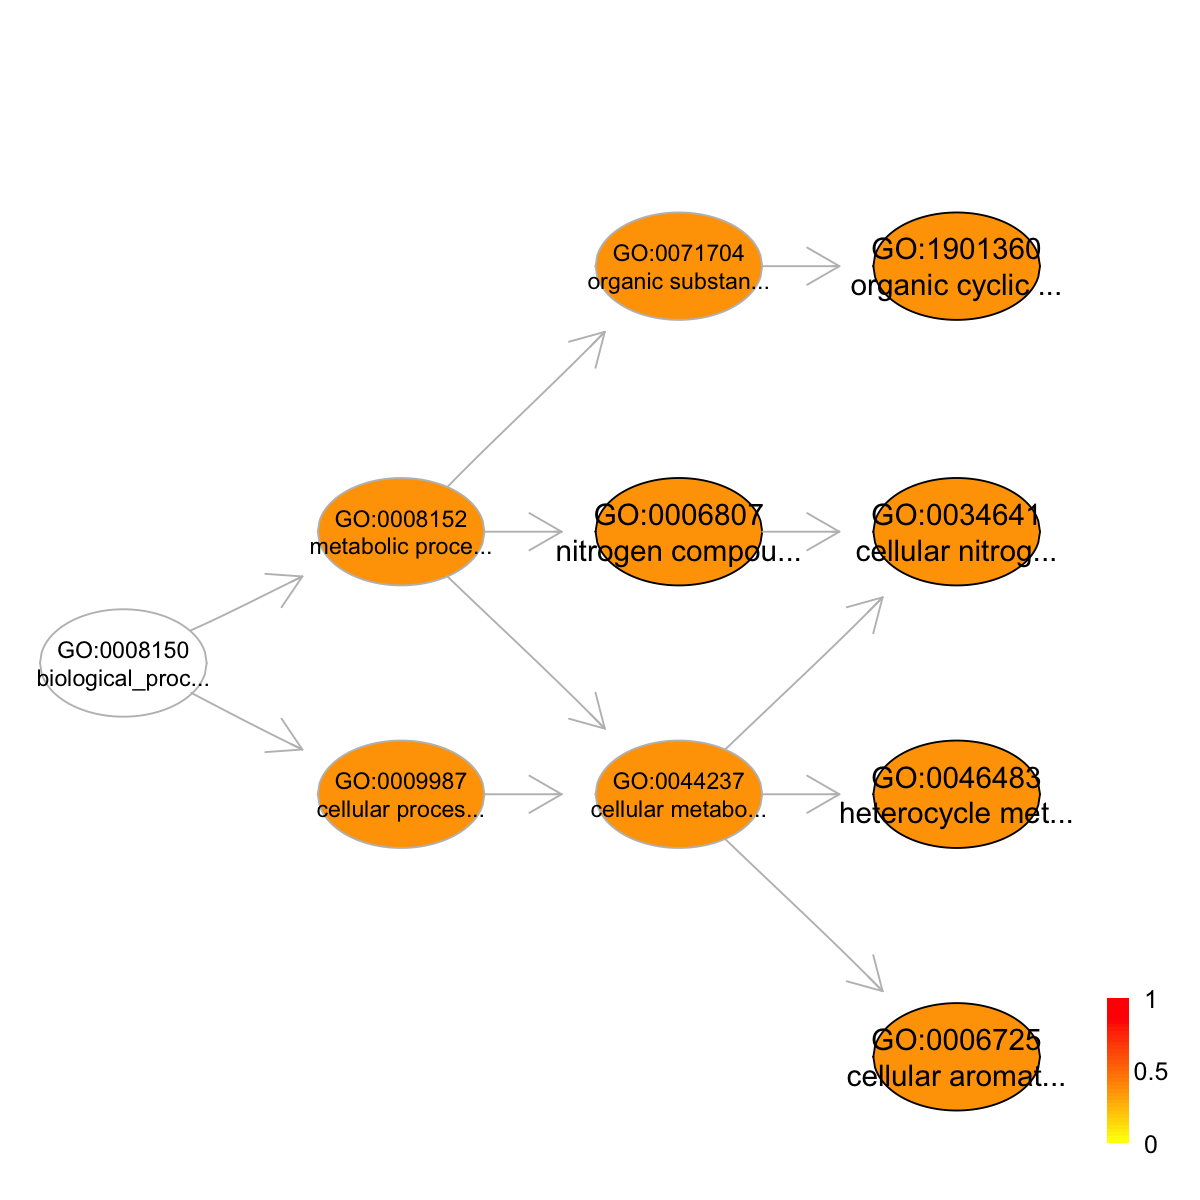 GO:0071704
organic substan...
GO:1901360
organic cyclic ...
GO:0008152
metabolic proce...
GO:0006807
nitrogen compou...
GO:0034641
cellular nitrog...
GO:0008150
biological_proc...
GO:0009987
cellular proces...
GO:0044237
cellular metabo...
GO:0046483
heterocycle met...
GO:0006725
cellular aromat...
1
0.5
0